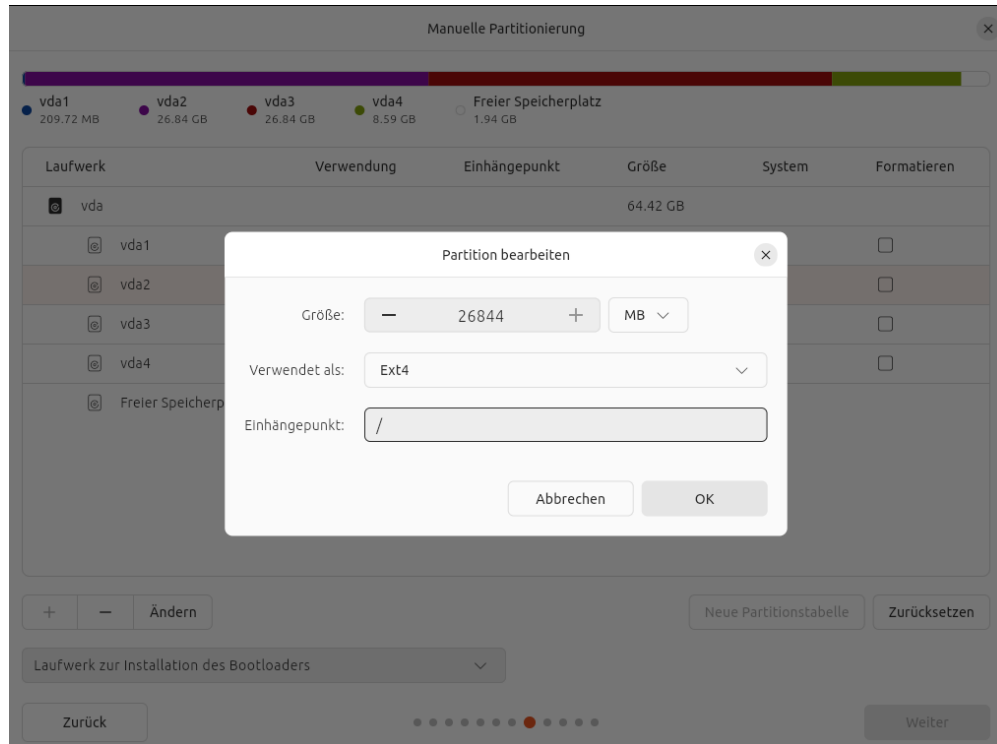 Manuelle Partitionierung
vda1 vda2 vda3 vda4 Freier Speicherplatz
209.72 MB 26.84 GB 26.84 GB 8.59 GB 1.94 GB
Laufwerk Verwendung Einhängepunkt Größe System Formatieren
vda 64.42 GB
vda1
Partition bearbeiten
vda2
Größe: 26844 MB
vda3
vda4
Verwendet als: Ext4
Freier Speicherp
Einhängepunkt: /
Abbrechen OK
+ − Ändern Neue Partitionstabelle Zurücksetzen
Laufwerk zur Installation des Bootloaders
Zurück Weiter